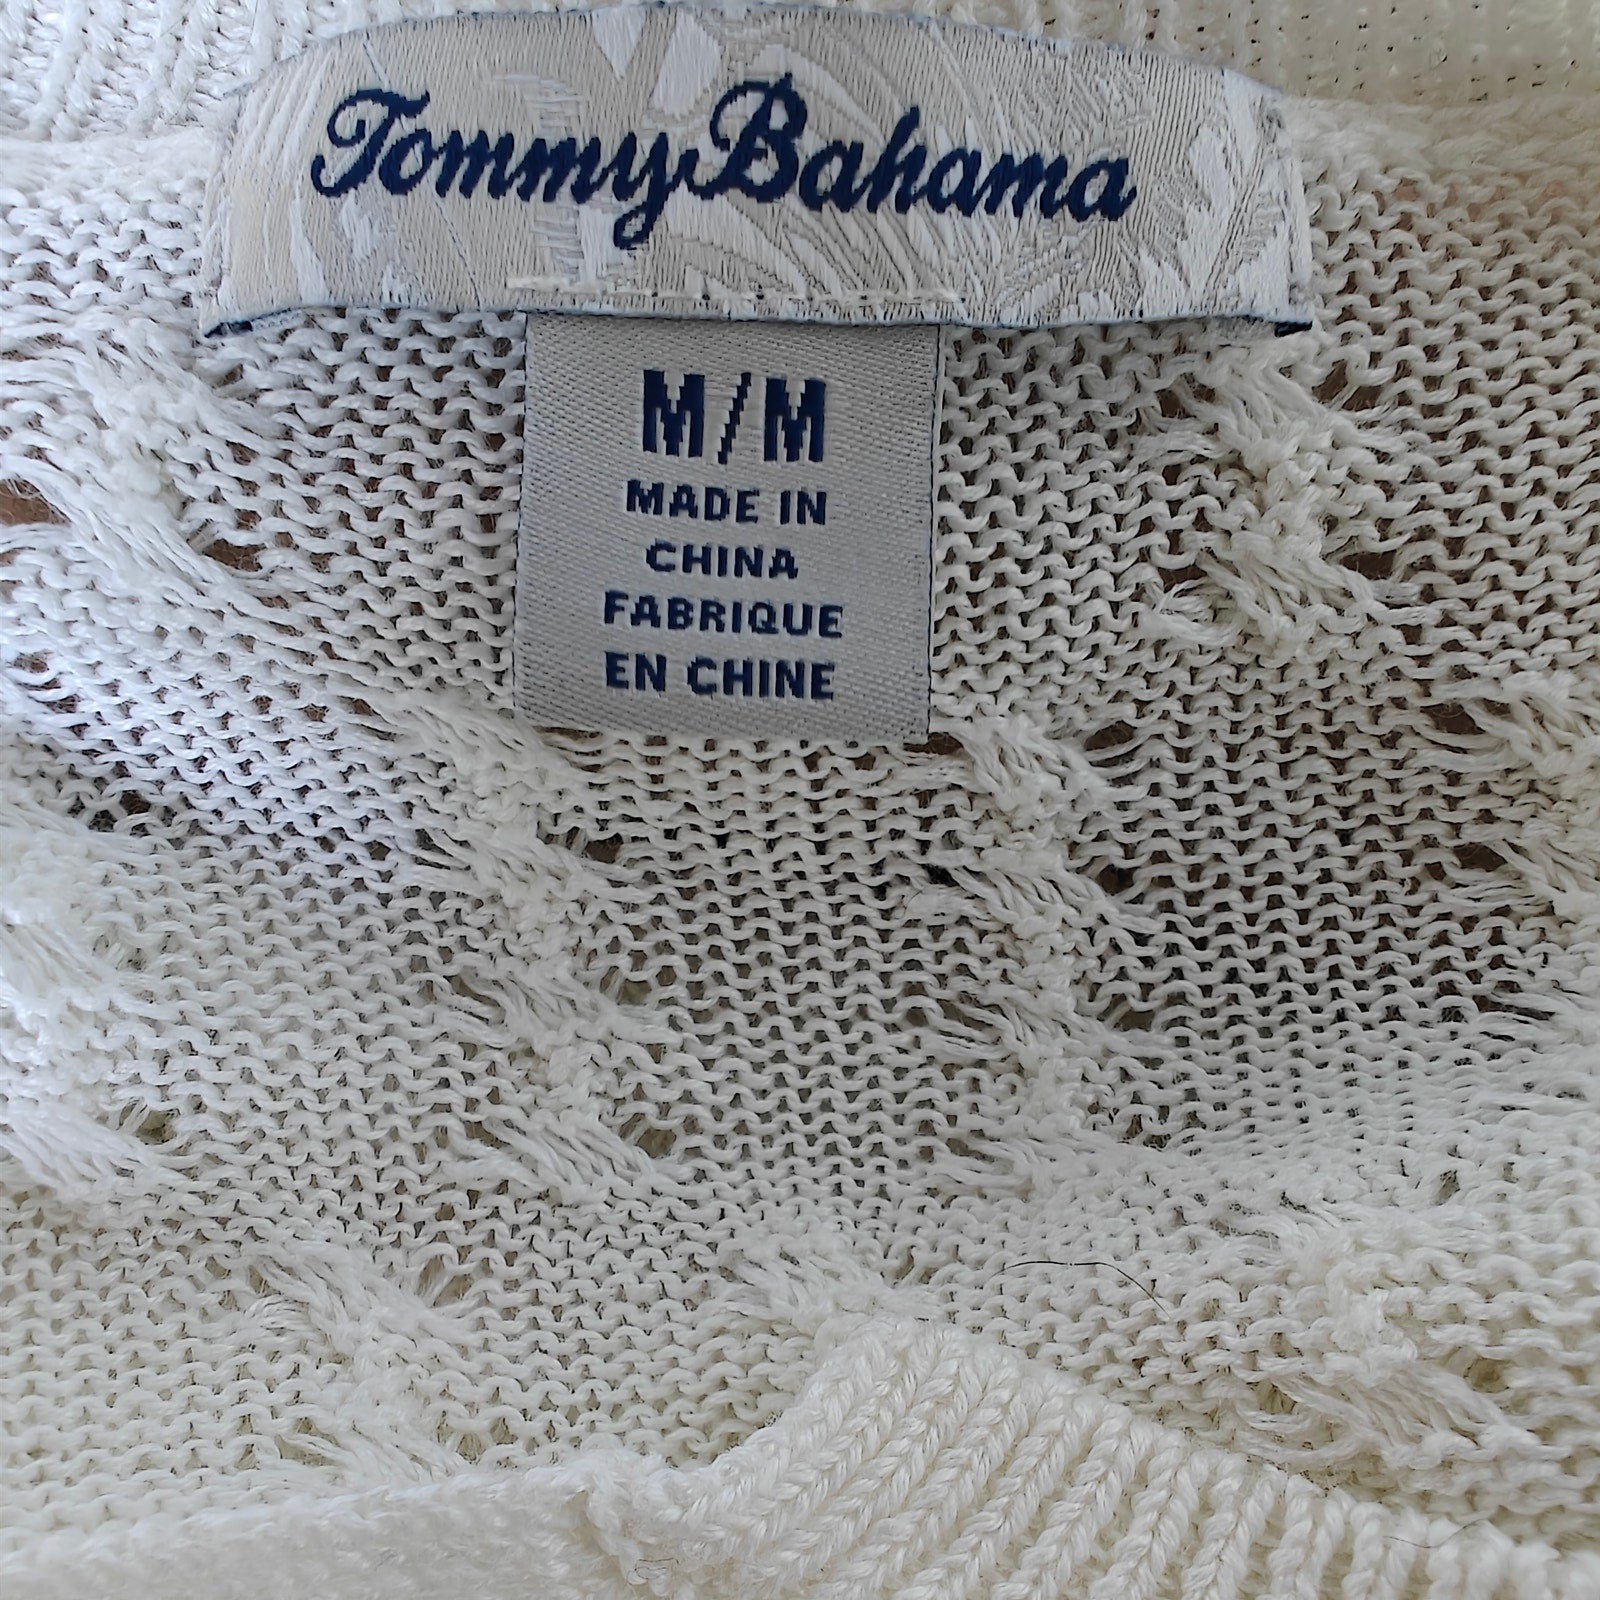 Tommy Bahama
M/M
MADE IN
CHINA
FABRIQUE
EN CHINE